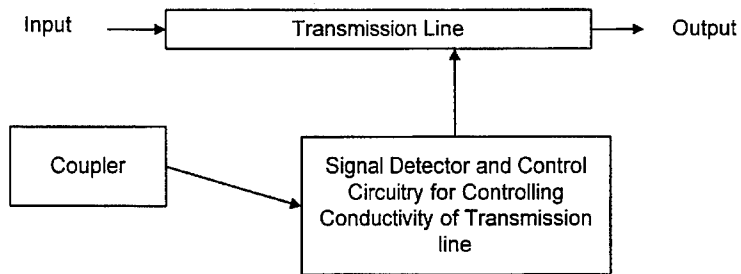 Input
Transmission Line
Output
Coupler
Signal Detector and Control
Circuitry for Controlling
Conductivity of Transmission
line